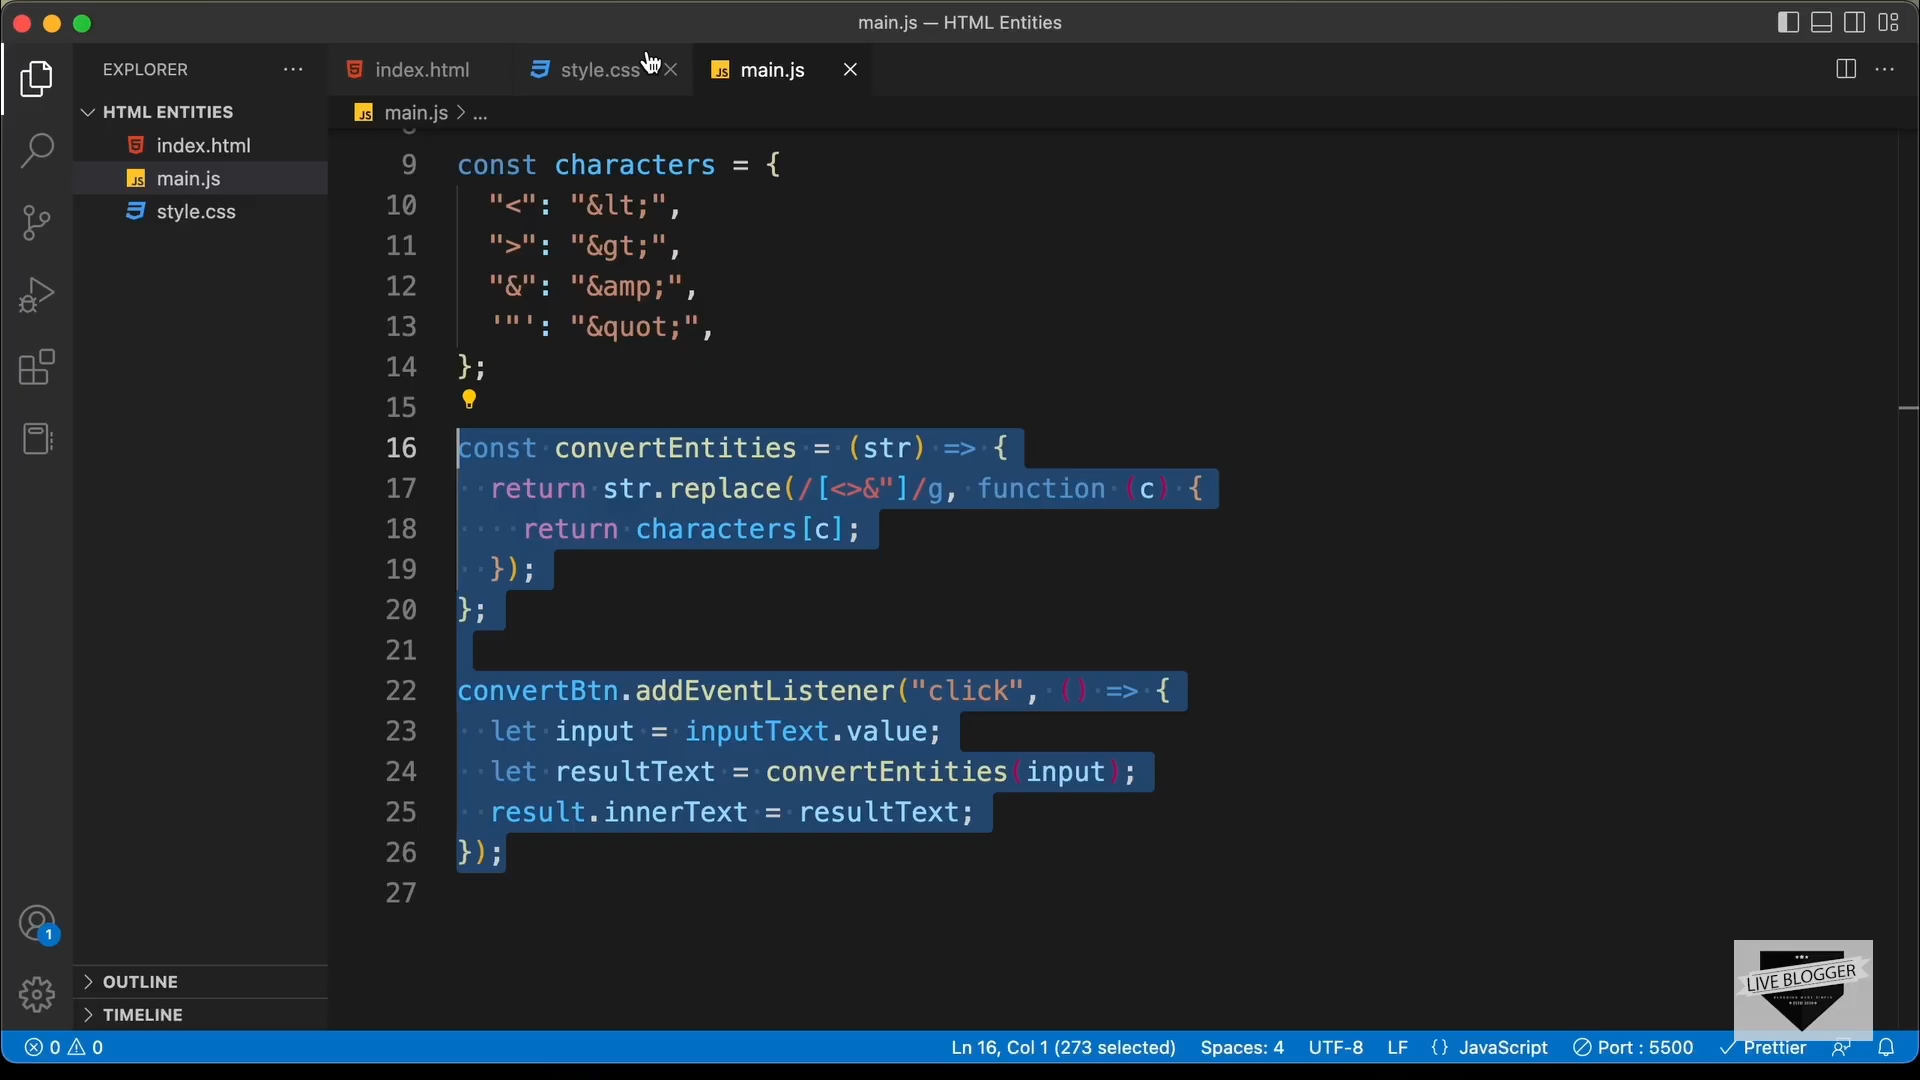 main.js — HTML Entities
EXPLORER
index.html
style.css
main.js
HTML ENTITIES
main.js > ...
index.html
main.js
style.css
9 const characters = {
10 "<": "&lt;",
11 ">": "&gt;",
12 "&": "&amp;",
13 '"': "&quot;",
14 };
15
16 const convertEntities = (str) => {
17 return str.replace(/[<>&"]/g, function (c) {
18 return characters[c];
19 });
20 };
21
22 convertBtn.addEventListener("click", () => {
23 let input = inputText.value;
24 let resultText = convertEntities(input);
25 result.innerText = resultText;
26 });
27
1
OUTLINE
TIMELINE
LIVE BLOGGER
0 0
Ln 16, Col 1 (273 selected)
Spaces: 4
UTF-8
LF
{} JavaScript
Port : 5500
Prettier